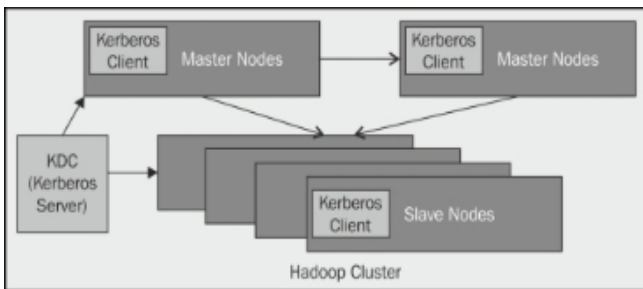 Kerberos
Client
Master Nodes
Kerberos
Client
Master Nodes
KDC
(Kerberos
Server)
Kerberos
Client
Slave Nodes
Hadoop Cluster